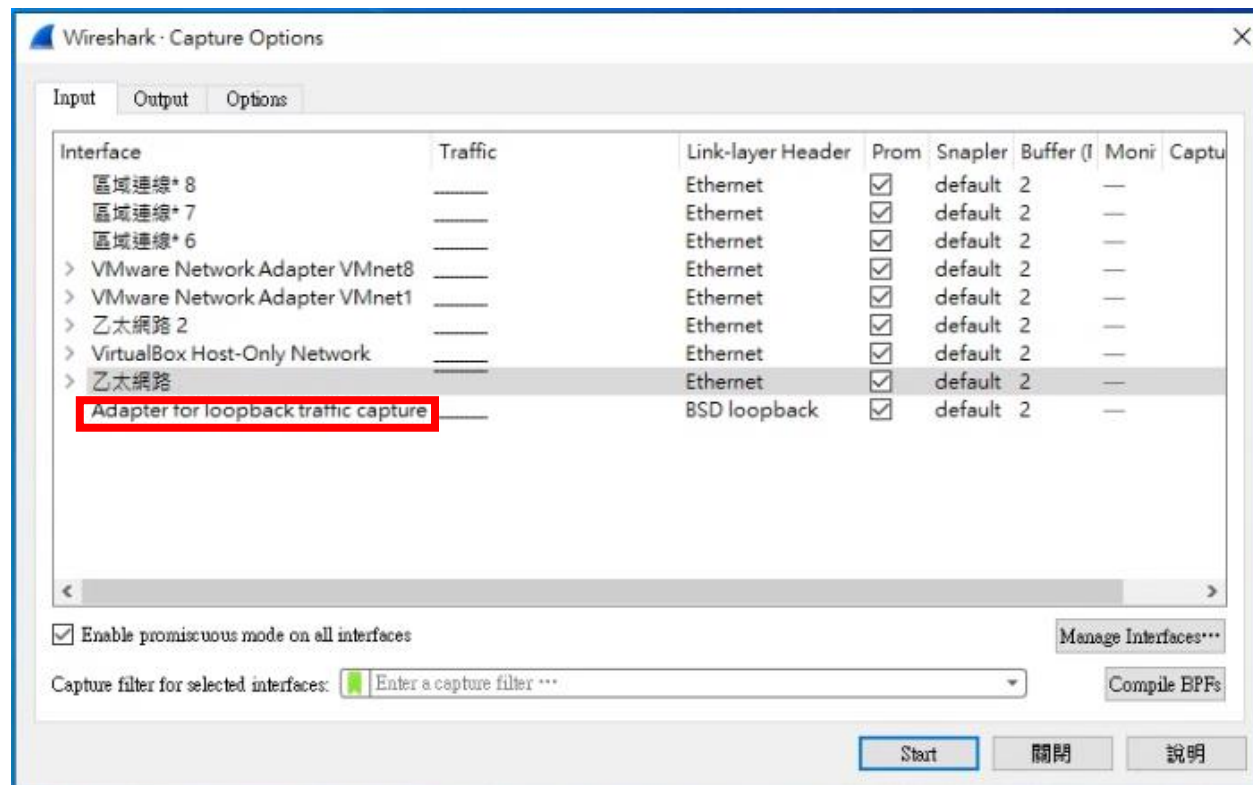 Wireshark · Capture Options
Input Output Options
Interface Traffic Link-layer Header Prom Snapler Buffer (I Moni Captu
區域連線* 8 Ethernet default 2 —
區域連線* 7 Ethernet default 2 —
區域連線* 6 Ethernet default 2 —
VMware Network Adapter VMnet8 Ethernet default 2 —
VMware Network Adapter VMnet1 Ethernet default 2 —
乙太網路 2 Ethernet default 2 —
VirtualBox Host-Only Network Ethernet default 2 —
乙太網路 Ethernet default 2 —
Adapter for loopback traffic capture BSD loopback default 2 —
Enable promiscuous mode on all interfaces
Manage Interfaces···
Capture filter for selected interfaces: Enter a capture filter ··· Compile BPFs
Start 關閉 說明